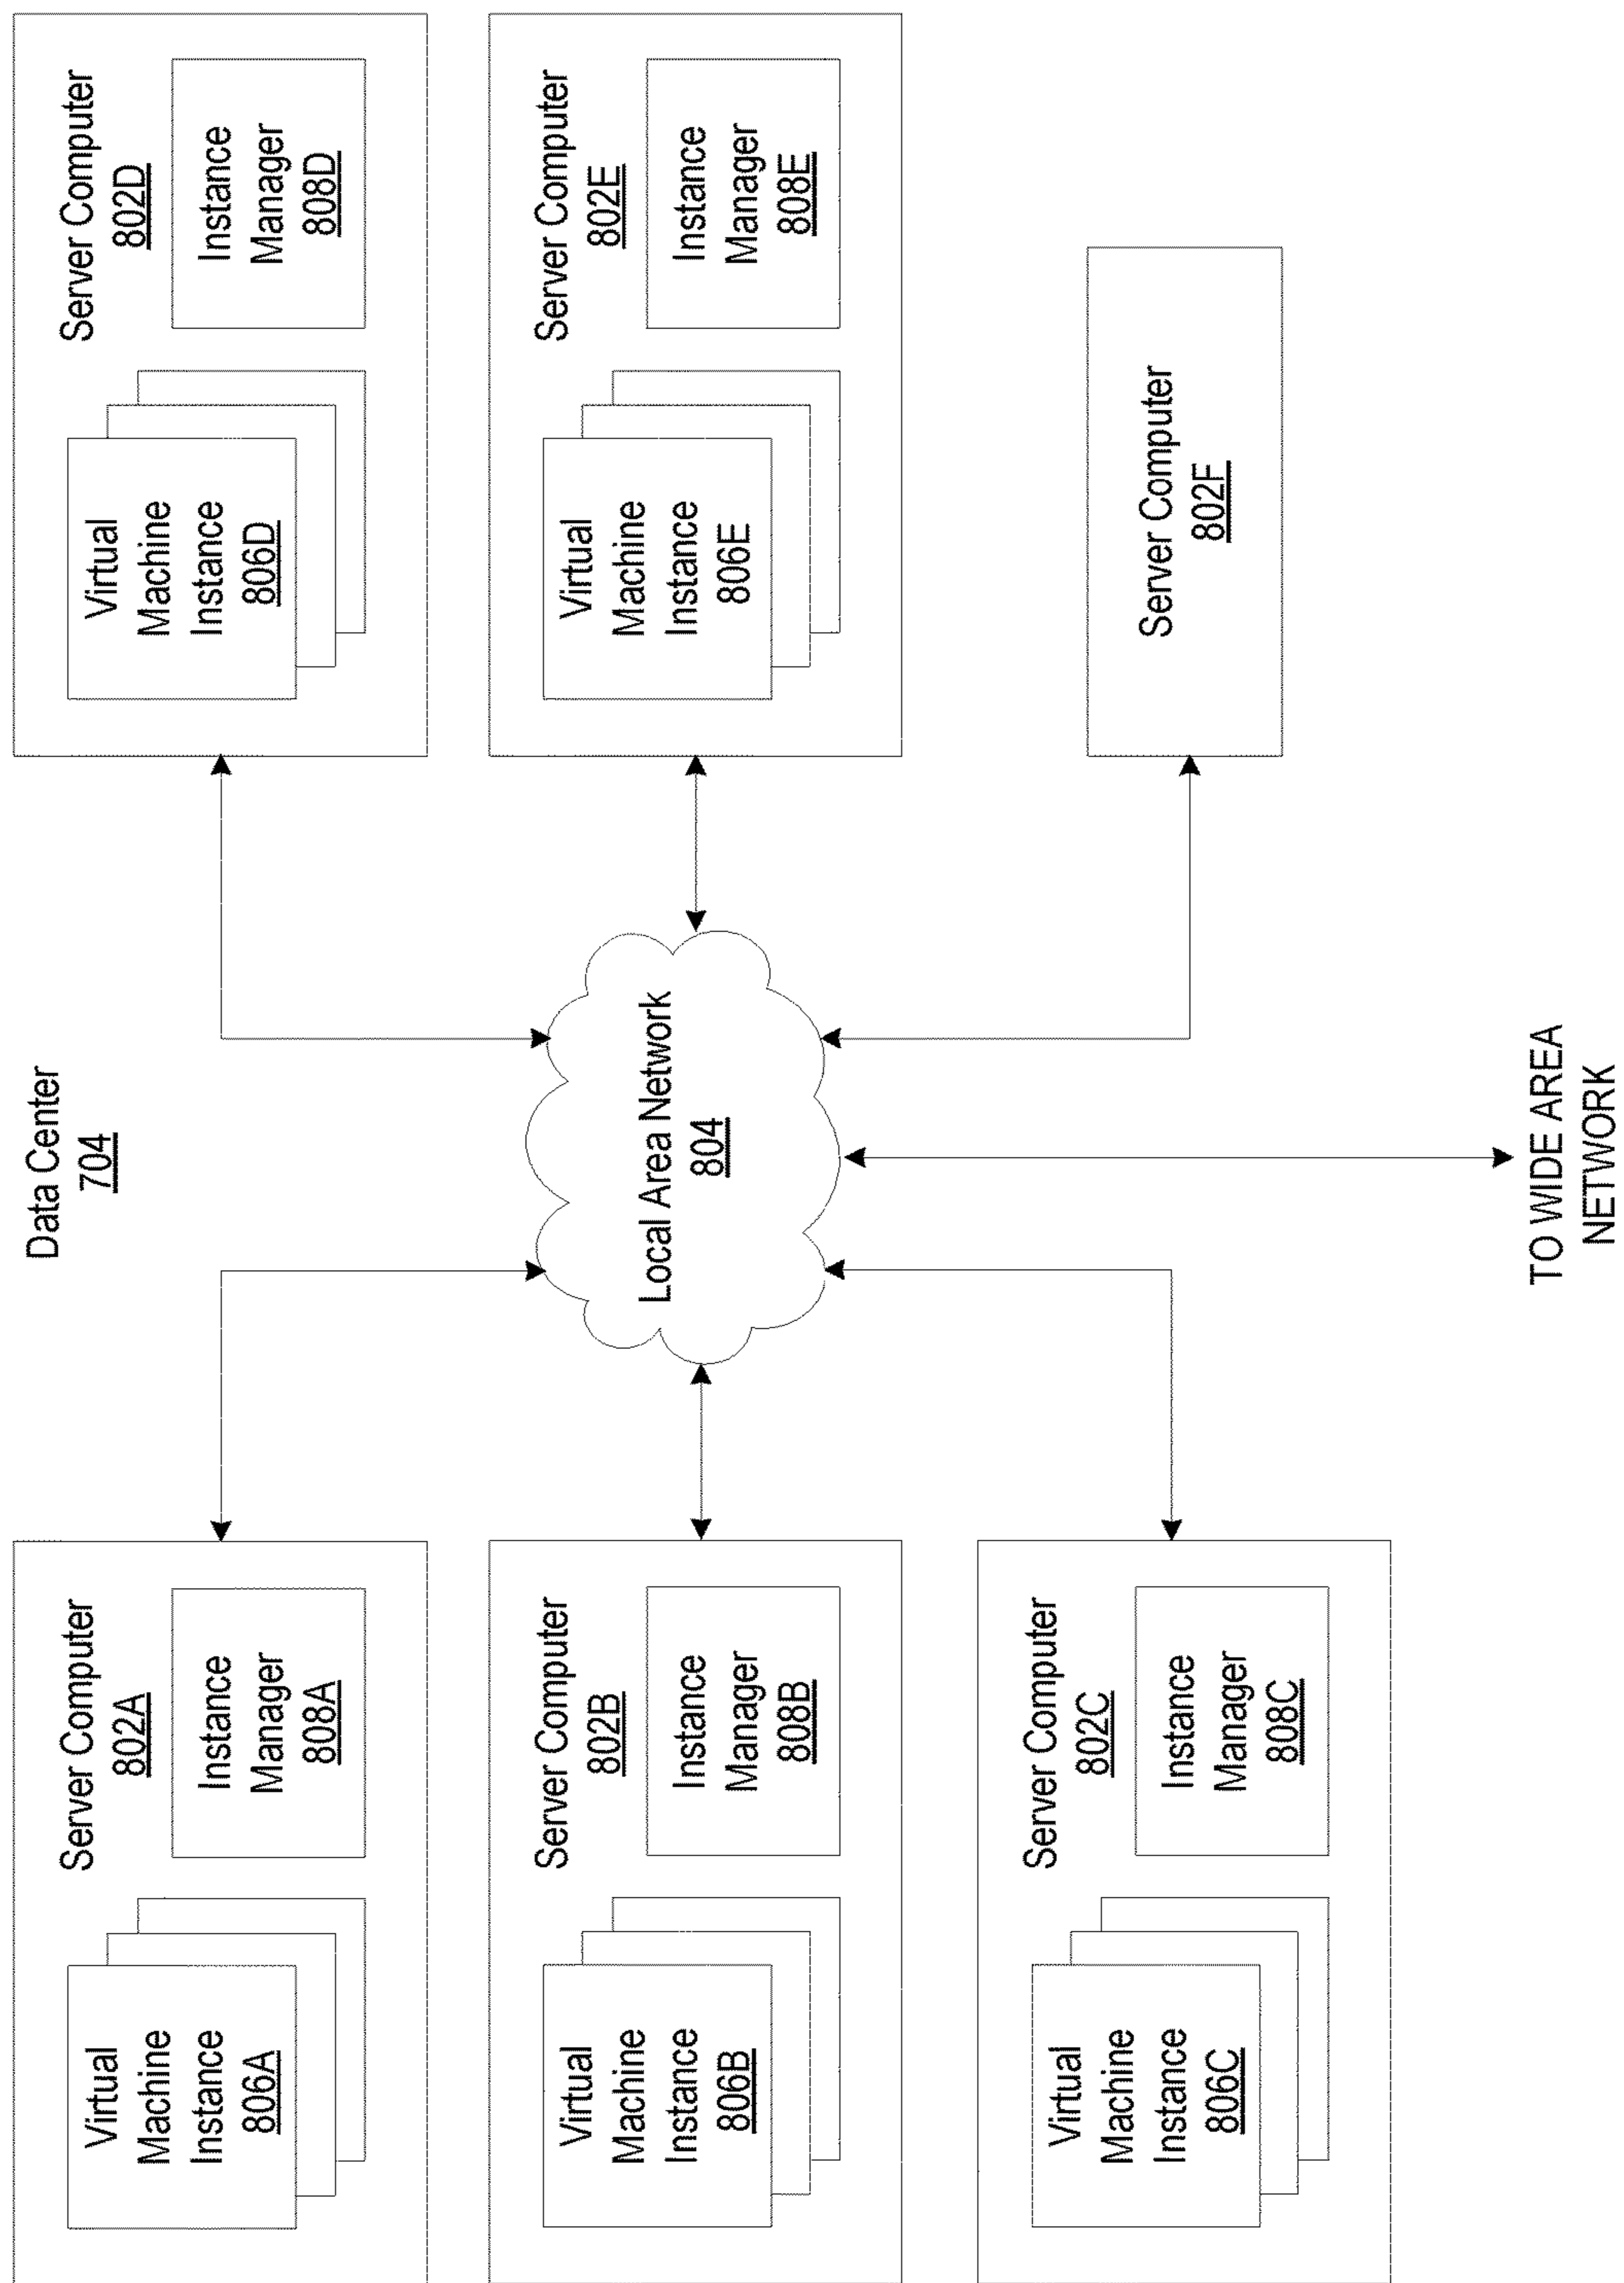 Data Center
704
Server Computer
802A
Virtual
Machine
Instance
806A
Instance
Manager
808A
Server Computer
802B
Virtual
Machine
Instance
806B
Instance
Manager
808B
Server Computer
802C
Virtual
Machine
Instance
806C
Instance
Manager
808C
Local Area Network
804
Server Computer
802D
Virtual
Machine
Instance
806D
Instance
Manager
808D
Server Computer
802E
Virtual
Machine
Instance
806E
Instance
Manager
808E
Server Computer
802F
TO WIDE AREA
NETWORK